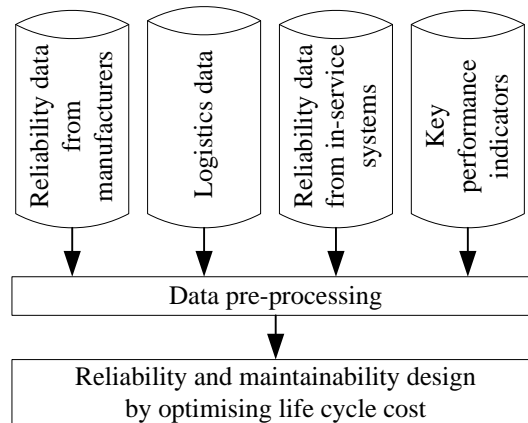 Reliability data
from
manufacturers
Logistics data
Reliability data
from in-service
systems
Key
performance
indicators
Data pre-processing
Reliability and maintainability design
by optimising life cycle cost